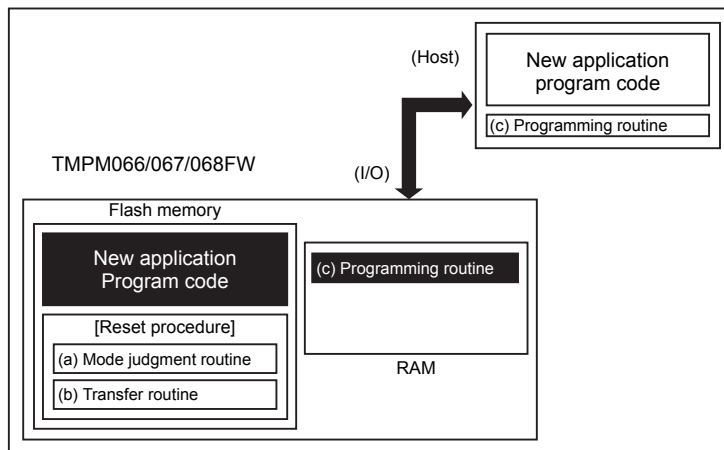 (Host)
New application
program code
(c) Programming routine
TMPM066/067/068FW
(I/O)
Flash memory
New application
Program code
(c) Programming routine
[Reset procedure]
(a) Mode judgment routine
(b) Transfer routine
RAM